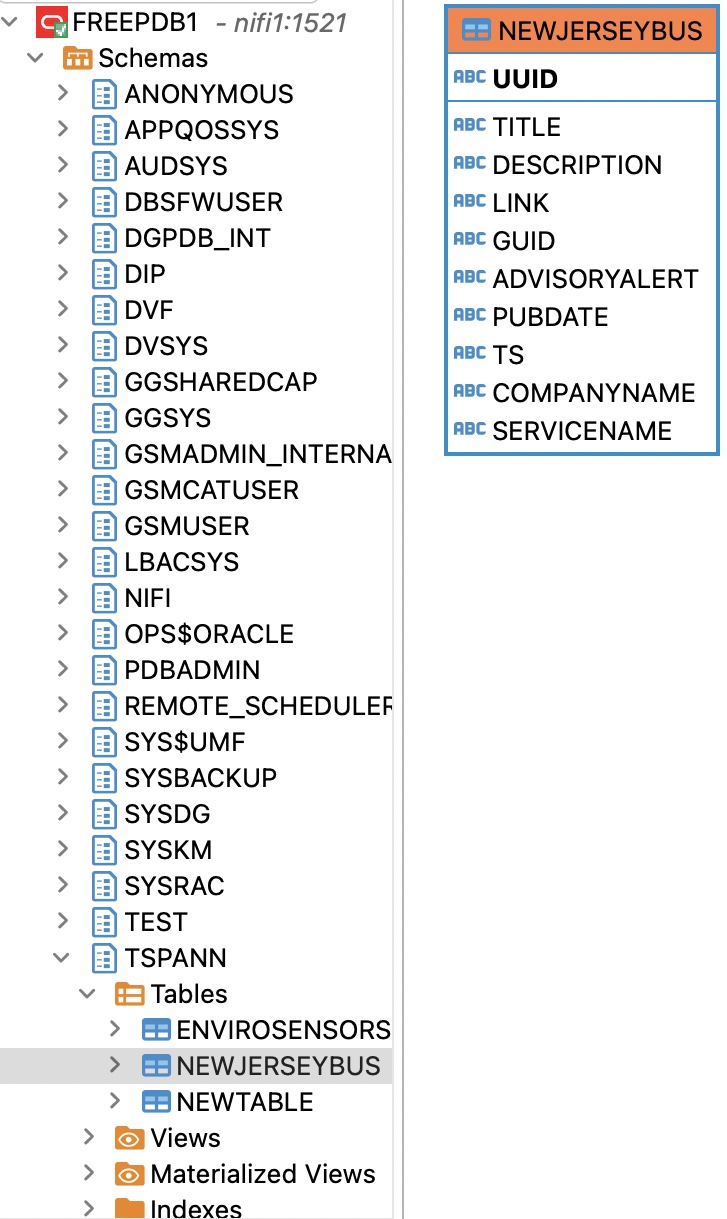 FREEPDB1 - nifi1:1521
Schemas
ANONYMOUS
APPQOSSYS
AUDSYS
DBSFWUSER
DGPDB_INT
DIP
DVF
DVSYS
GGSHAREDCAP
GGSYS
GSMADMIN_INTERNA
GSMCATUSER
GSMUSER
LBACSYS
NIFI
OPS$ORACLE
PDBADMIN
REMOTE_SCHEDULER
SYS$UMF
SYSBACKUP
SYSDG
SYSKM
SYSRAC
TEST
TSPANN
Tables
ENVIROSENSORS
NEWJERSEYBUS
NEWTABLE
Views
Materialized Views
Indexes
NEWJERSEYBUS
ABC UUID
ABC TITLE
ABC DESCRIPTION
ABC LINK
ABC GUID
ABC ADVISORYALERT
ABC PUBDATE
ABC TS
ABC COMPANYNAME
ABC SERVICENAME